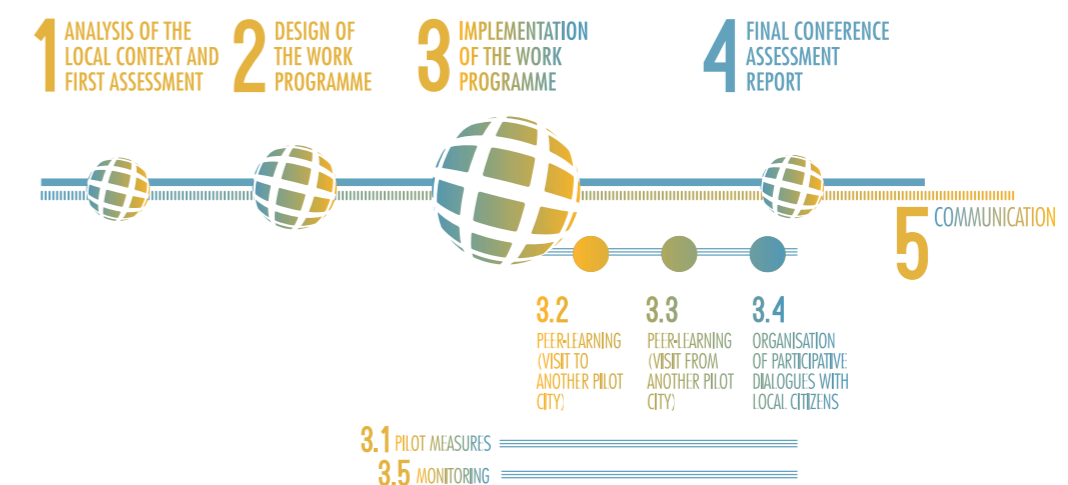 1 ANALYSIS OF THE
LOCAL CONTEXT AND
FIRST ASSESSMENT
2 DESIGN OF
THE WORK
PROGRAMME
3 IMPLEMENTATION
OF THE WORK
PROGRAMME
4 FINAL CONFERENCE
ASSESSMENT
REPORT
5 COMMUNICATION
3.2
PEER-LEARNING
(VISIT TO
ANOTHER PILOT
CITY)
3.3
PEER-LEARNING
(VISIT FROM
ANOTHER PILOT
CITY)
3.4
ORGANISATION
OF PARTICIPATIVE
DIALOGUES WITH
LOCAL CITIZENS
3.1 PILOT MEASURES
3.5 MONITORING